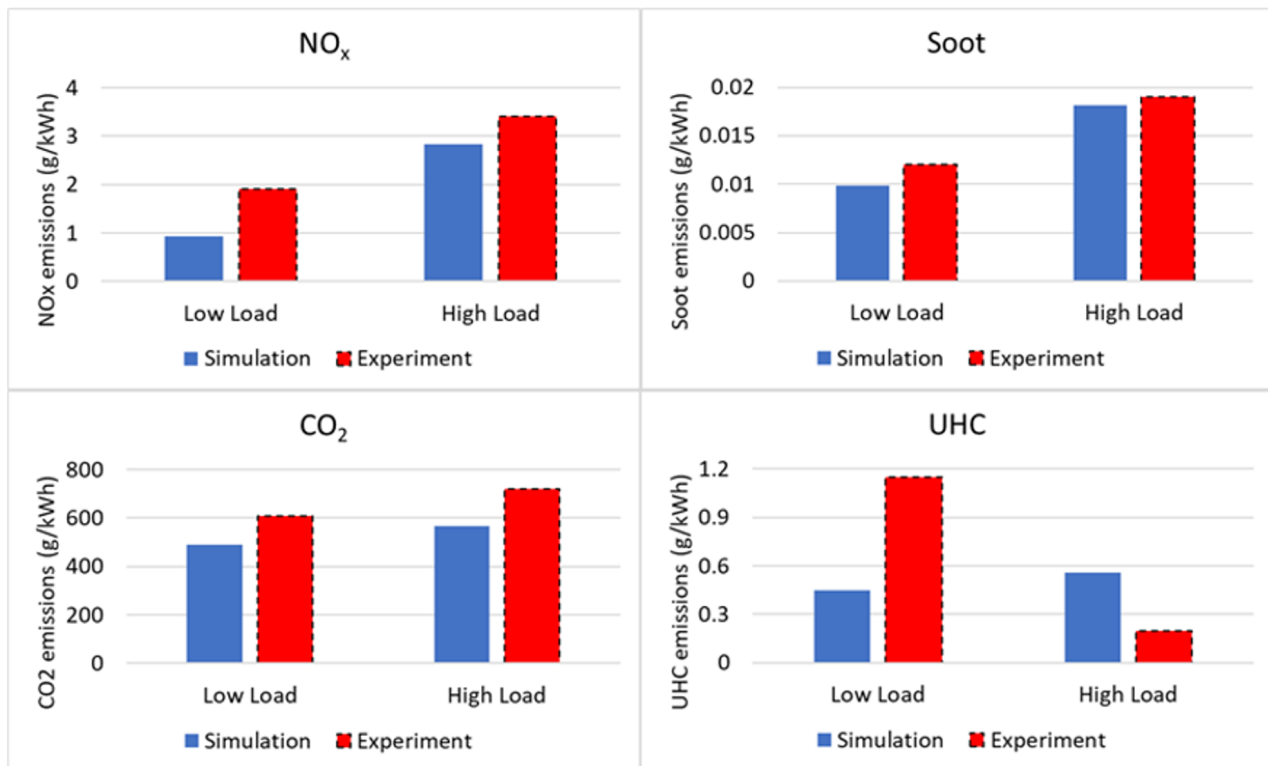 NOx
NOx emissions (g/kWh)
4
3
2
1
0
Low Load High Load
Simulation Experiment
Soot
Soot emissions (g/kWh)
0.02
0.015
0.01
0.005
0
Low Load High Load
Simulation Experiment
CO2
CO2 emissions (g/kWh)
800
600
400
200
0
Low Load High Load
Simulation Experiment
UHC
UHC emissions (g/kWh)
1.2
0.9
0.6
0.3
0
Low Load High Load
Simulation Experiment